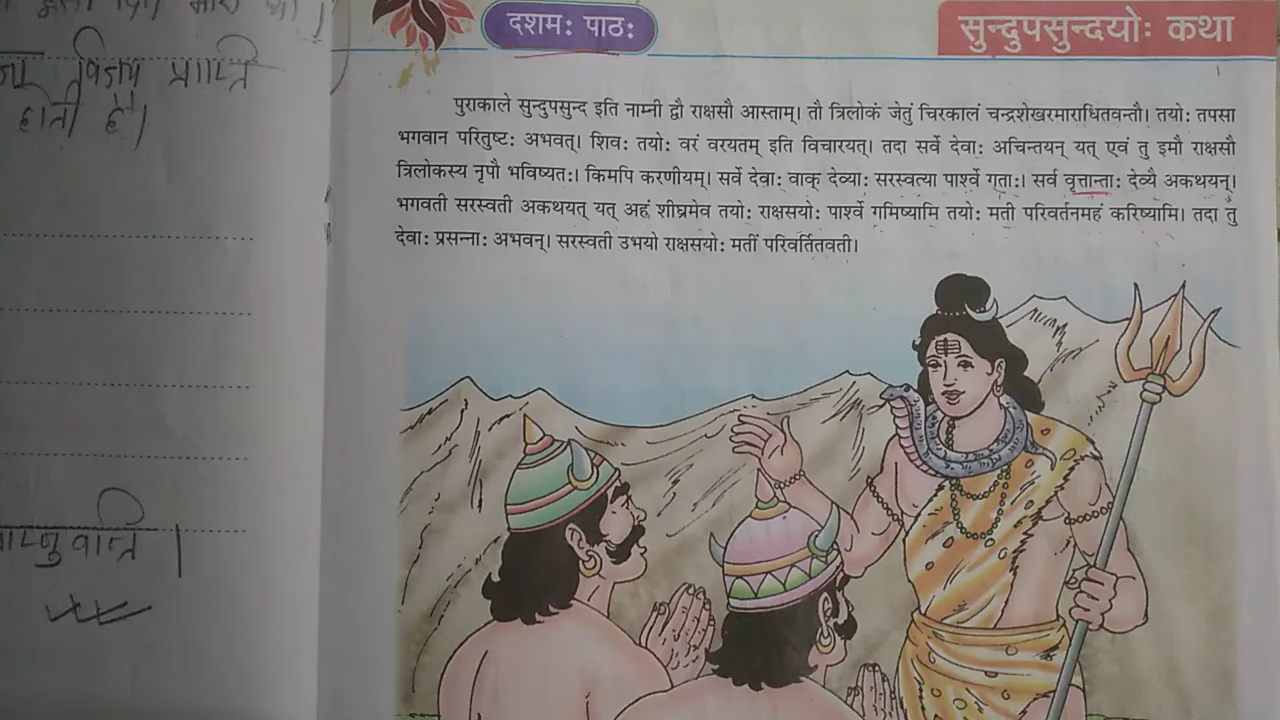 विजय प्राप्ति
होती है।
दशमः पाठः
सुन्दुपसुन्दयोः कथा
पुराकाले सुन्दुपसुन्द इति नाम्नी द्वौ राक्षसौ आस्ताम्। तौ त्रिलोकं जेतुं चिरकालं चन्द्रशेखरमाराधितवन्तौ। तयोः तपसा
भगवान परितुष्टः अभवत्। शिवः तयोः वरं वरयतम् इति विचारयत्। तदा सर्वे देवाः अचिन्तयन् यत् एवं तु इमौ राक्षसौ
त्रिलोकस्य नृपौ भविष्यतः। किमपि करणीयम्। सर्वे देवाः वाक् देव्याः सरस्वत्या पार्श्वे गताः। सर्व वृत्तान्ताः देव्यै अकथयन्।
भगवती सरस्वती अकथयत् यत् अहं शीघ्रमेव तयोः राक्षसयोः पार्श्वे गमिष्यामि तयोः मती परिवर्तनमहं करिष्यामि। तदा तु
देवाः प्रसन्नाः अभवन्। सरस्वती उभयो राक्षसयोः मतीं परिवर्तितवती।